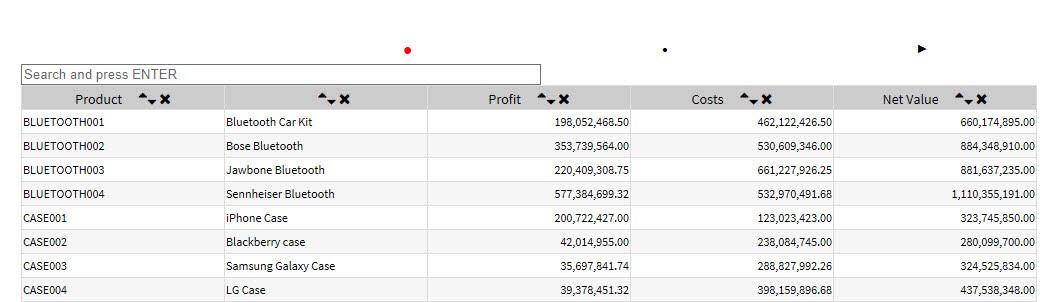 Search and press ENTER
Product Profit Costs Net Value
BLUETOOTH001 Bluetooth Car Kit 198,052,468.50 462,122,426.50 660,174,895.00
BLUETOOTH002 Bose Bluetooth 353,739,564.00 530,609,346.00 884,348,910.00
BLUETOOTH003 Jawbone Bluetooth 220,409,308.75 661,227,926.25 881,637,235.00
BLUETOOTH004 Sennheiser Bluetooth 577,384,699.32 532,970,491.68 1,110,355,191.00
CASE001 iPhone Case 200,722,427.00 123,023,423.00 323,745,850.00
CASE002 Blackberry case 42,014,955.00 238,084,745.00 280,099,700.00
CASE003 Samsung Galaxy Case 35,697,841.74 288,827,992.26 324,525,834.00
CASE004 LG Case 39,378,451.32 398,159,896.68 437,538,348.00